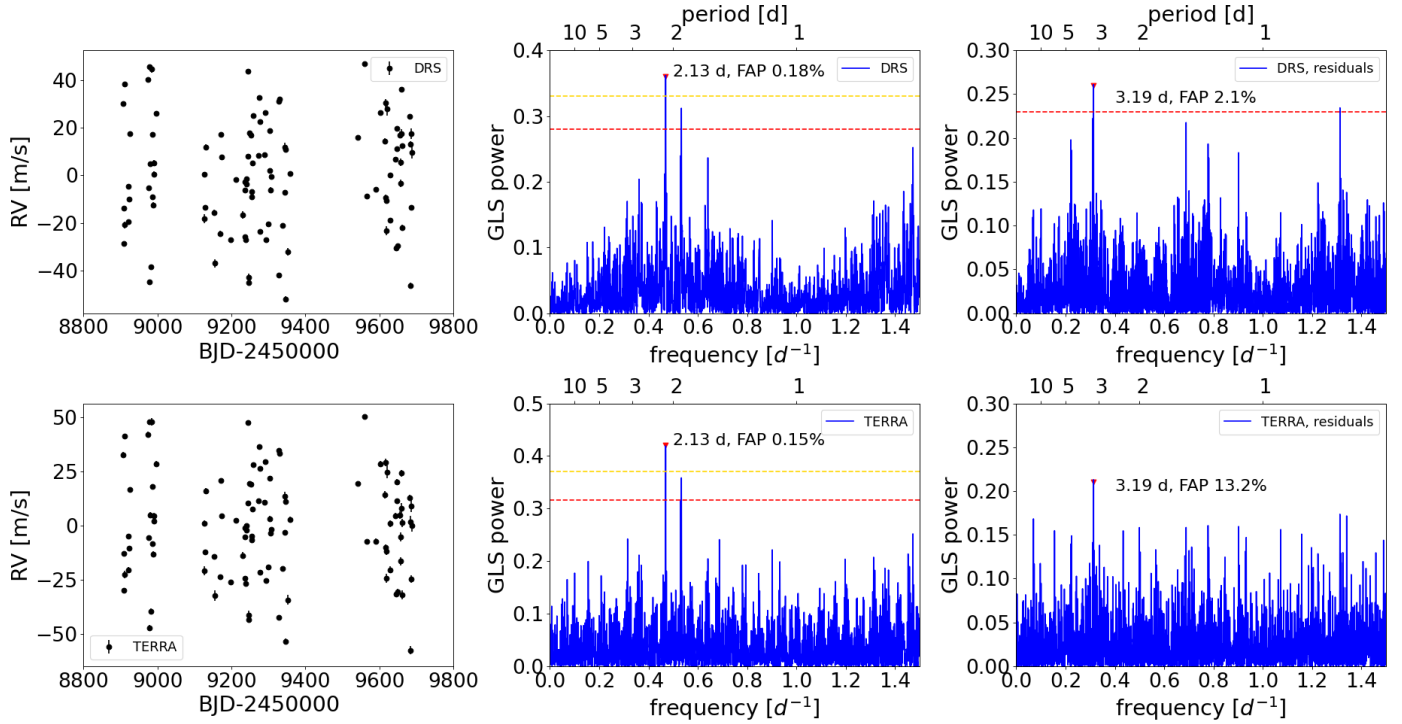 period [d]
period [d]
10 5 3 2 1
10 5 3 2 1
RV [m/s]
40
20
0
−20
−40
DRS
8800 9000 9200 9400 9600 9800
BJD-2450000
GLS power
0.4
0.3
0.2
0.1
0.0
2.13 d, FAP 0.18%
DRS
0.0 0.2 0.4 0.6 0.8 1.0 1.2 1.4
frequency [d⁻¹]
GLS power
0.30
0.25
0.20
0.15
0.10
0.05
0.00
DRS, residuals
3.19 d, FAP 2.1%
0.0 0.2 0.4 0.6 0.8 1.0 1.2 1.4
frequency [d⁻¹]
10 5 3 2 1
10 5 3 2 1
RV [m/s]
50
25
0
−25
−50
TERRA
8800 9000 9200 9400 9600 9800
BJD-2450000
GLS power
0.5
0.4
0.3
0.2
0.1
0.0
TERRA
2.13 d, FAP 0.15%
0.0 0.2 0.4 0.6 0.8 1.0 1.2 1.4
frequency [d⁻¹]
GLS power
0.30
0.25
0.20
0.15
0.10
0.05
0.00
TERRA, residuals
3.19 d, FAP 13.2%
0.0 0.2 0.4 0.6 0.8 1.0 1.2 1.4
frequency [d⁻¹]